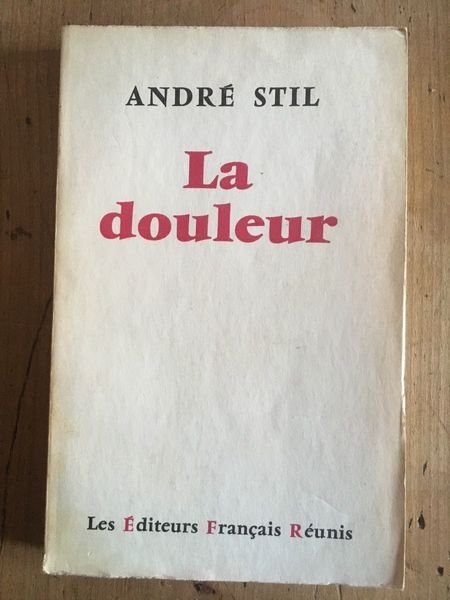 ANDRÉ STIL
La
douleur
Les Éditeurs Français Réunis